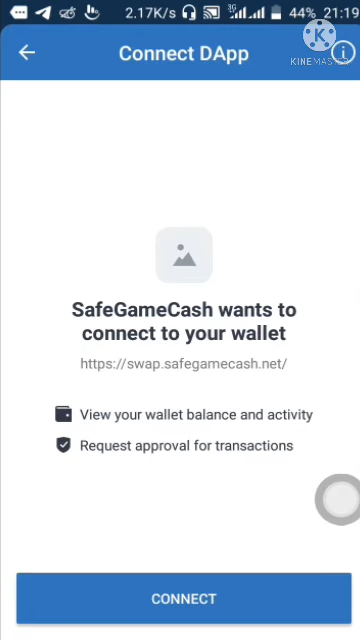 2.17K/s 3G 44% 21:19
Connect DApp
KINEMASTER
SafeGameCash wants to
connect to your wallet
https://swap.safegamecash.net/
View your wallet balance and activity
Request approval for transactions
CONNECT